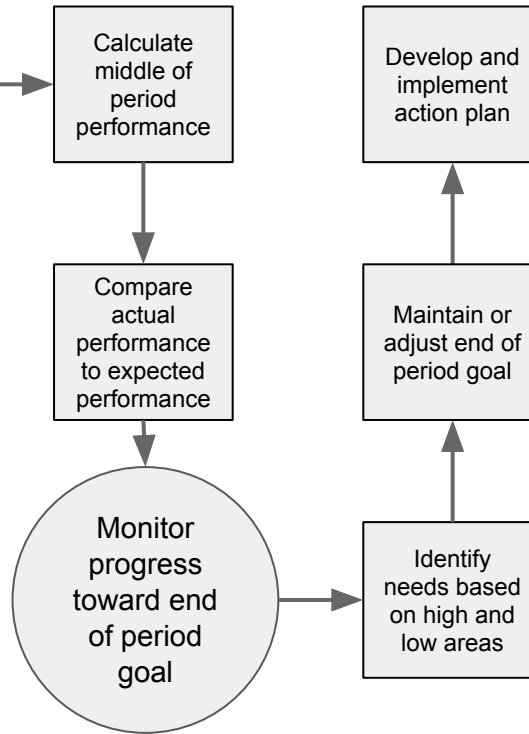 Calculate
middle of
period
performance
Compare
actual
performance
to expected
performance
Monitor
progress
toward end
of period
goal
Identify
needs based
on high and
low areas
Maintain or
adjust end of
period goal
Develop and
implement
action plan